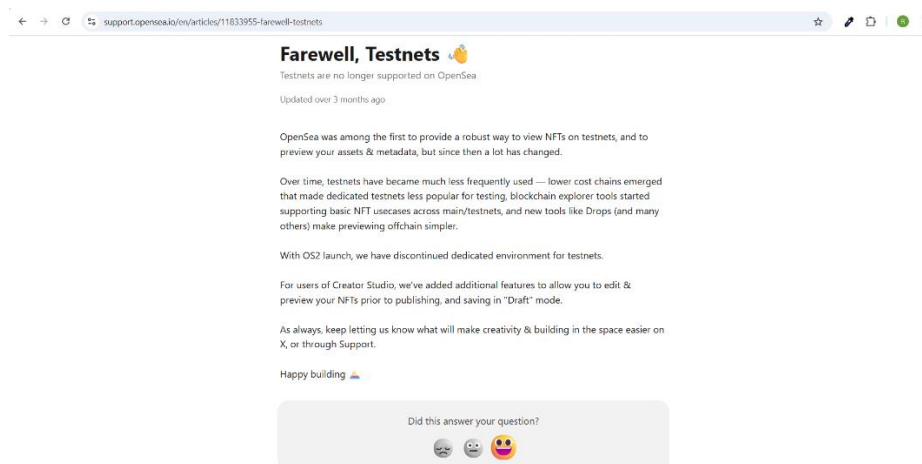 support.opensea.io/en/articles/11833955-farewell-testnets
Farewell, Testnets 👋
Testnets are no longer supported on OpenSea
Updated over 3 months ago
OpenSea was among the first to provide a robust way to view NFTs on testnets, and to
preview your assets & metadata, but since then a lot has changed.
Over time, testnets have became much less frequently used — lower cost chains emerged
that made dedicated testnets less popular for testing, blockchain explorer tools started
supporting basic NFT usecases across main/testnets, and new tools like Drops (and many
others) make previewing offchain simpler.
With OS2 launch, we have discontinued dedicated environment for testnets.
For users of Creator Studio, we've added additional features to allow you to edit &
preview your NFTs prior to publishing, and saving in "Draft" mode.
As always, keep letting us know what will make creativity & building in the space easier on
X, or through Support.
Happy building
Did this answer your question?